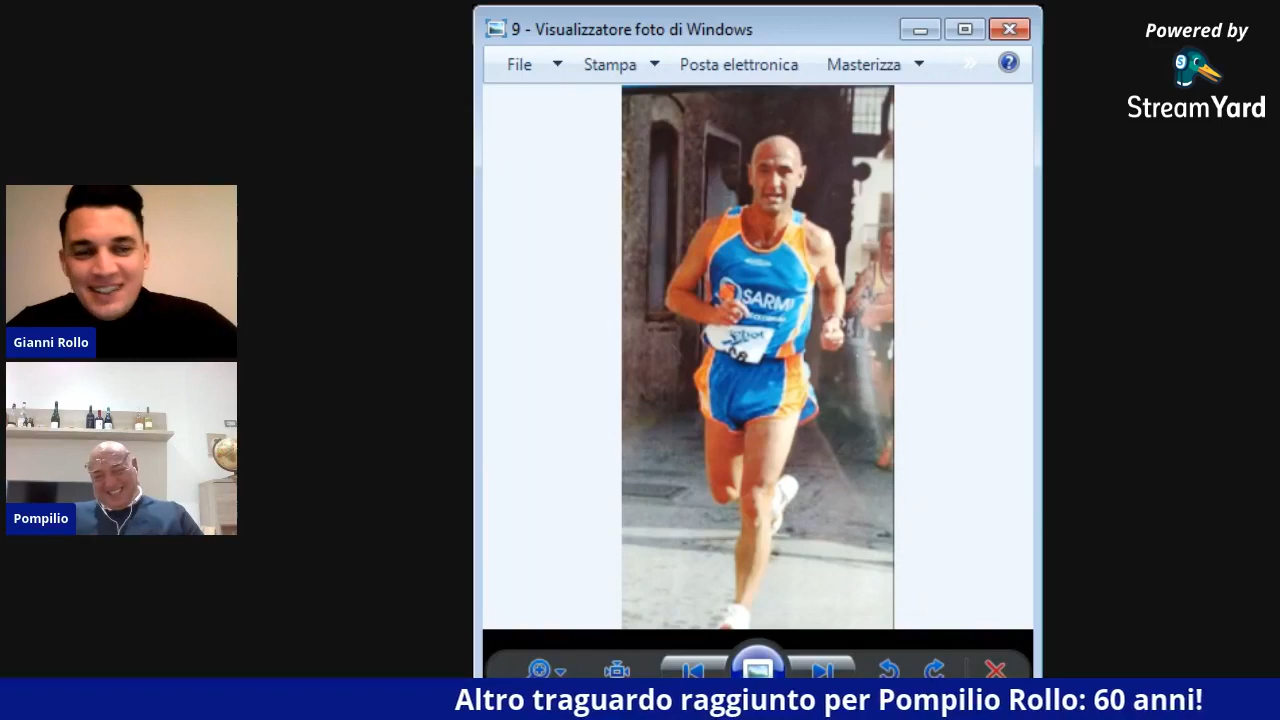 9 - Visualizzatore foto di Windows
File Stampa Posta elettronica Masterizza
Powered by
StreamYard
SARMI
Gianni Rollo
Pompilio
Altro traguardo raggiunto per Pompilio Rollo: 60 anni!